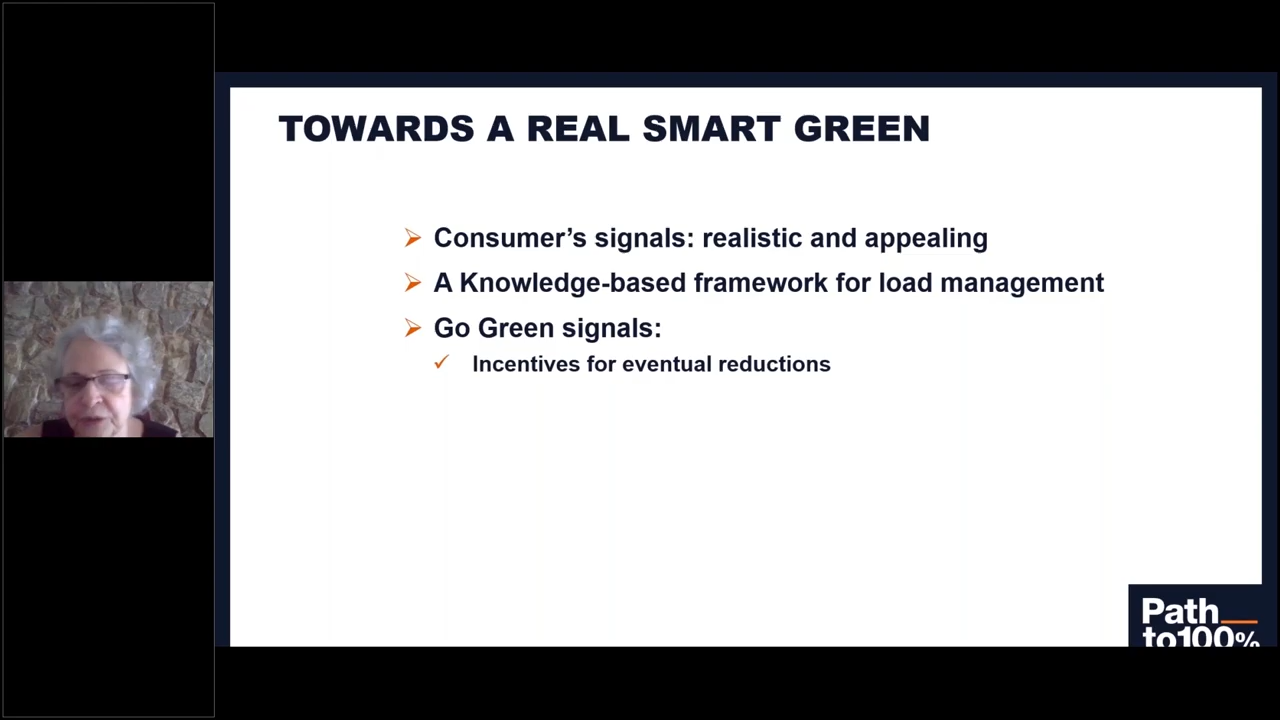 TOWARDS A REAL SMART GREEN
Consumer’s signals: realistic and appealing
A Knowledge-based framework for load management
Go Green signals:
Incentives for eventual reductions
Path
to100%